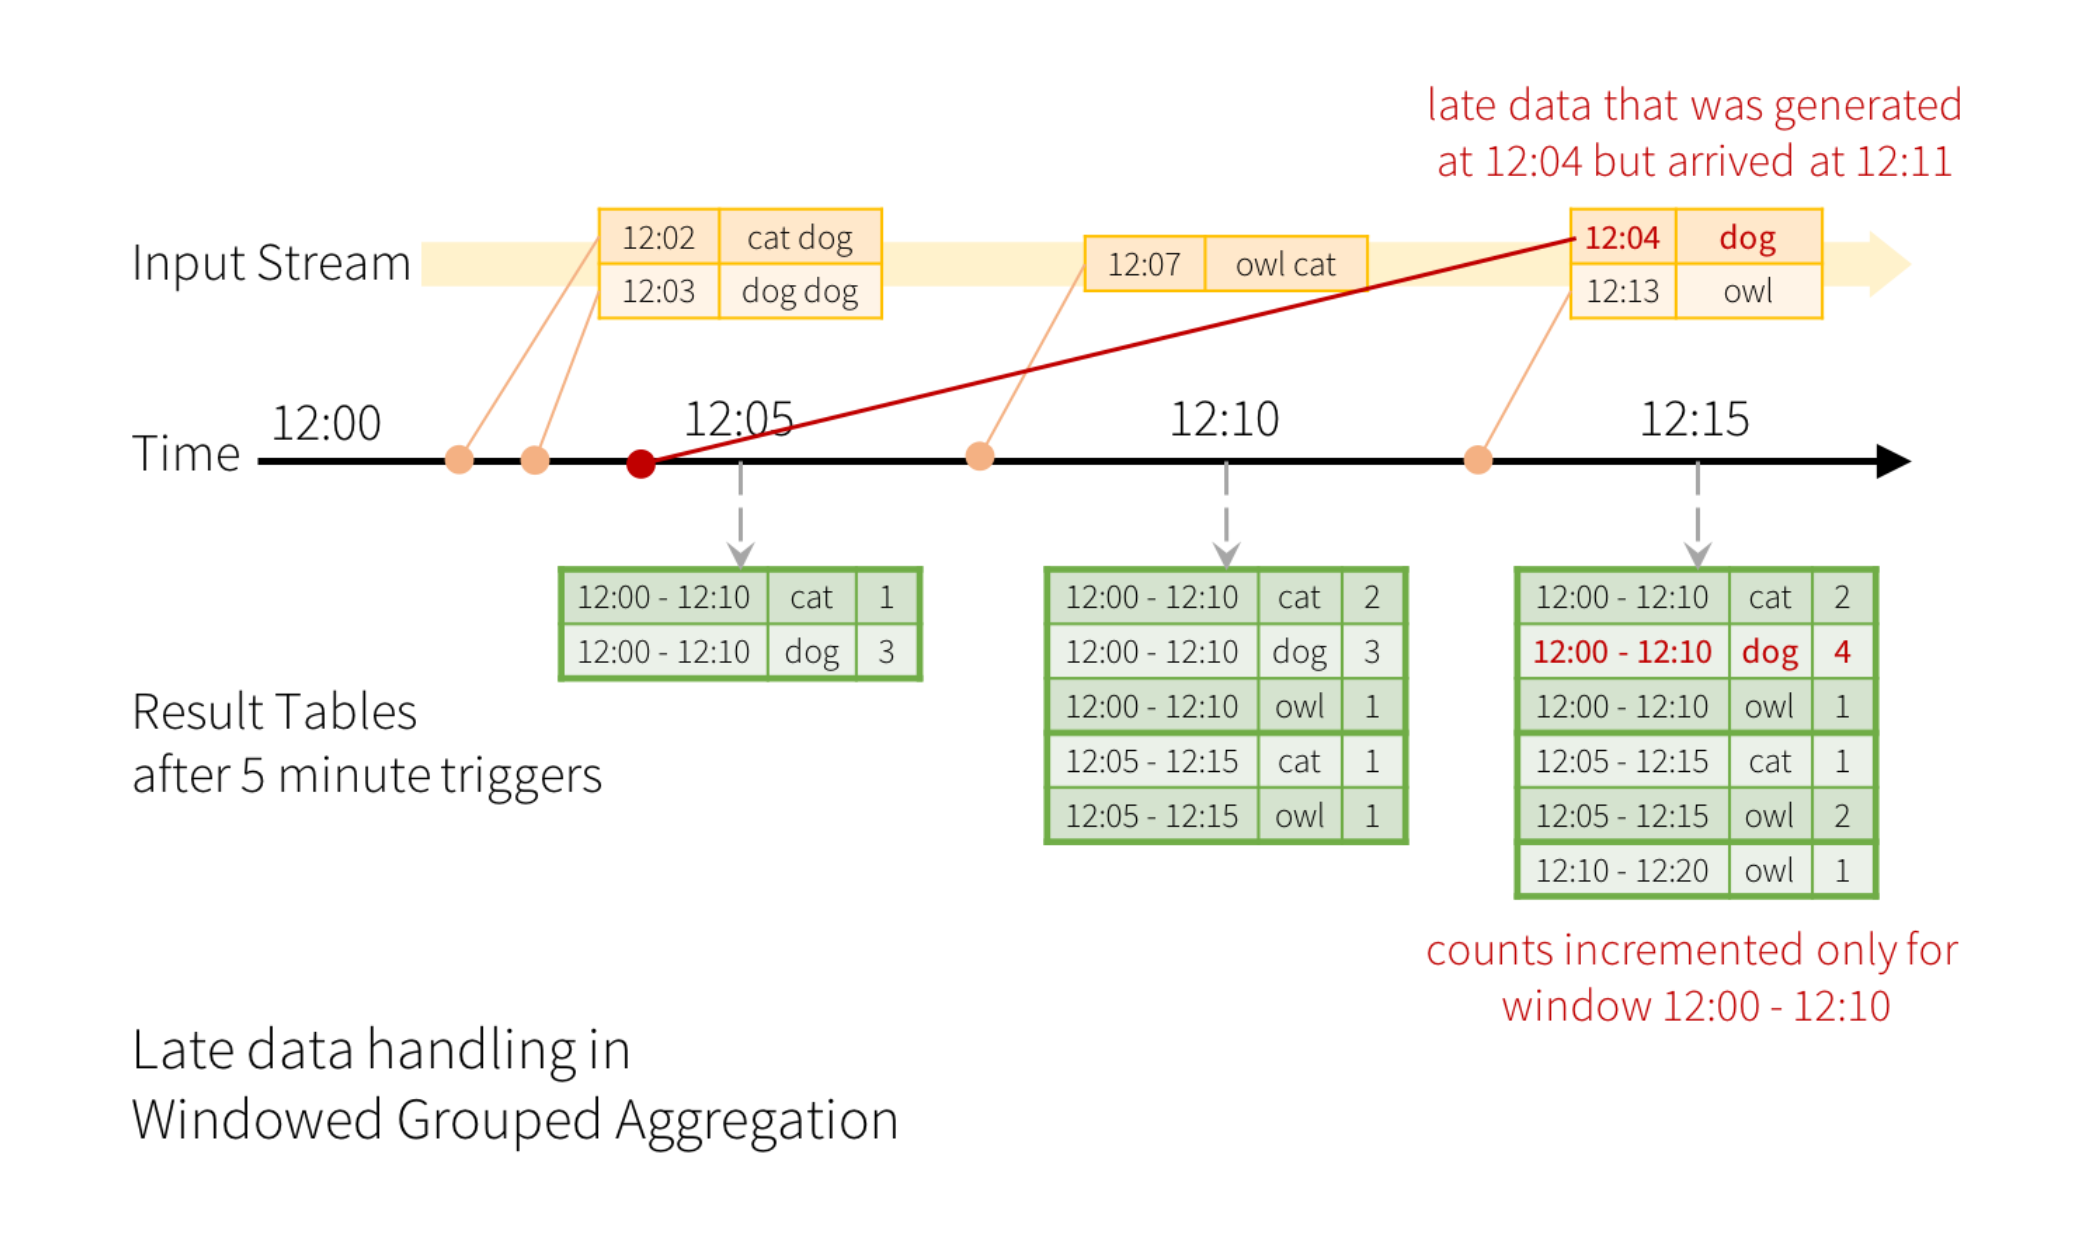 late data that was generated
at 12:04 but arrived at 12:11
Input Stream
12:02 cat dog
12:03 dog dog
12:07 owl cat
12:04 dog
12:13 owl
Time
12:00
12:05
12:10
12:15
12:00 - 12:10 cat 1
12:00 - 12:10 dog 3
12:00 - 12:10 cat 2
12:00 - 12:10 dog 3
12:00 - 12:10 owl 1
12:05 - 12:15 cat 1
12:05 - 12:15 owl 1
12:00 - 12:10 cat 2
12:00 - 12:10 dog 4
12:00 - 12:10 owl 1
12:05 - 12:15 cat 1
12:05 - 12:15 owl 2
12:10 - 12:20 owl 1
Result Tables
after 5 minute triggers
counts incremented only for
window 12:00 - 12:10
Late data handling in
Windowed Grouped Aggregation